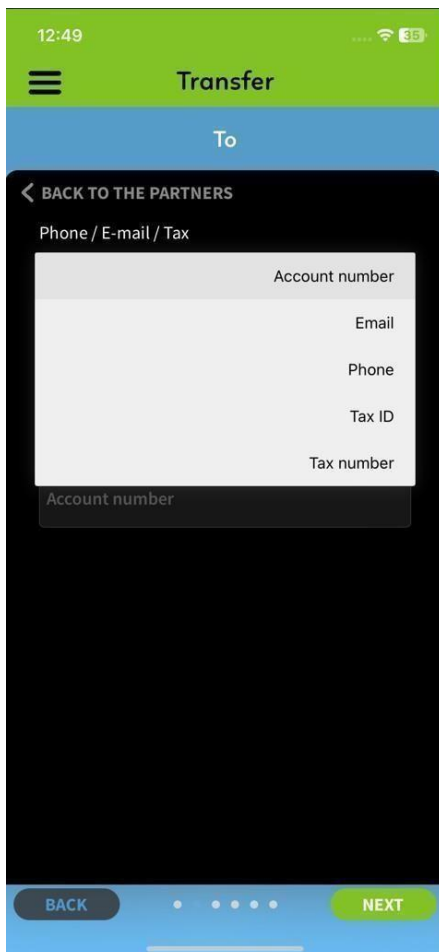 12:49
35
Transfer
To
BACK TO THE PARTNERS
Phone / E-mail / Tax
Account number
Email
Phone
Tax ID
Tax number
Account number
BACK
NEXT